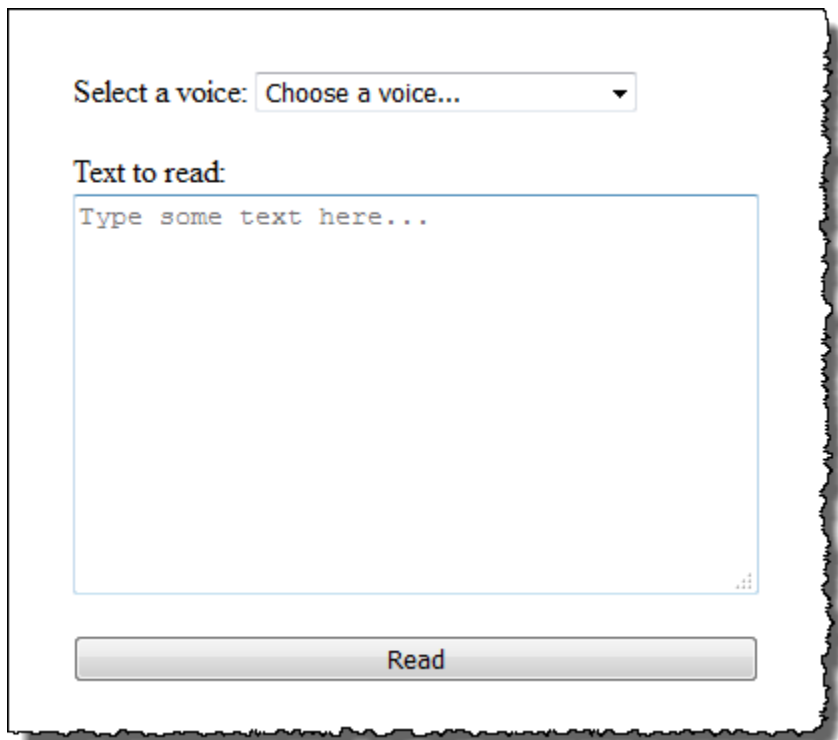 Select a voice: Choose a voice...
Text to read:
Type some text here...
Read